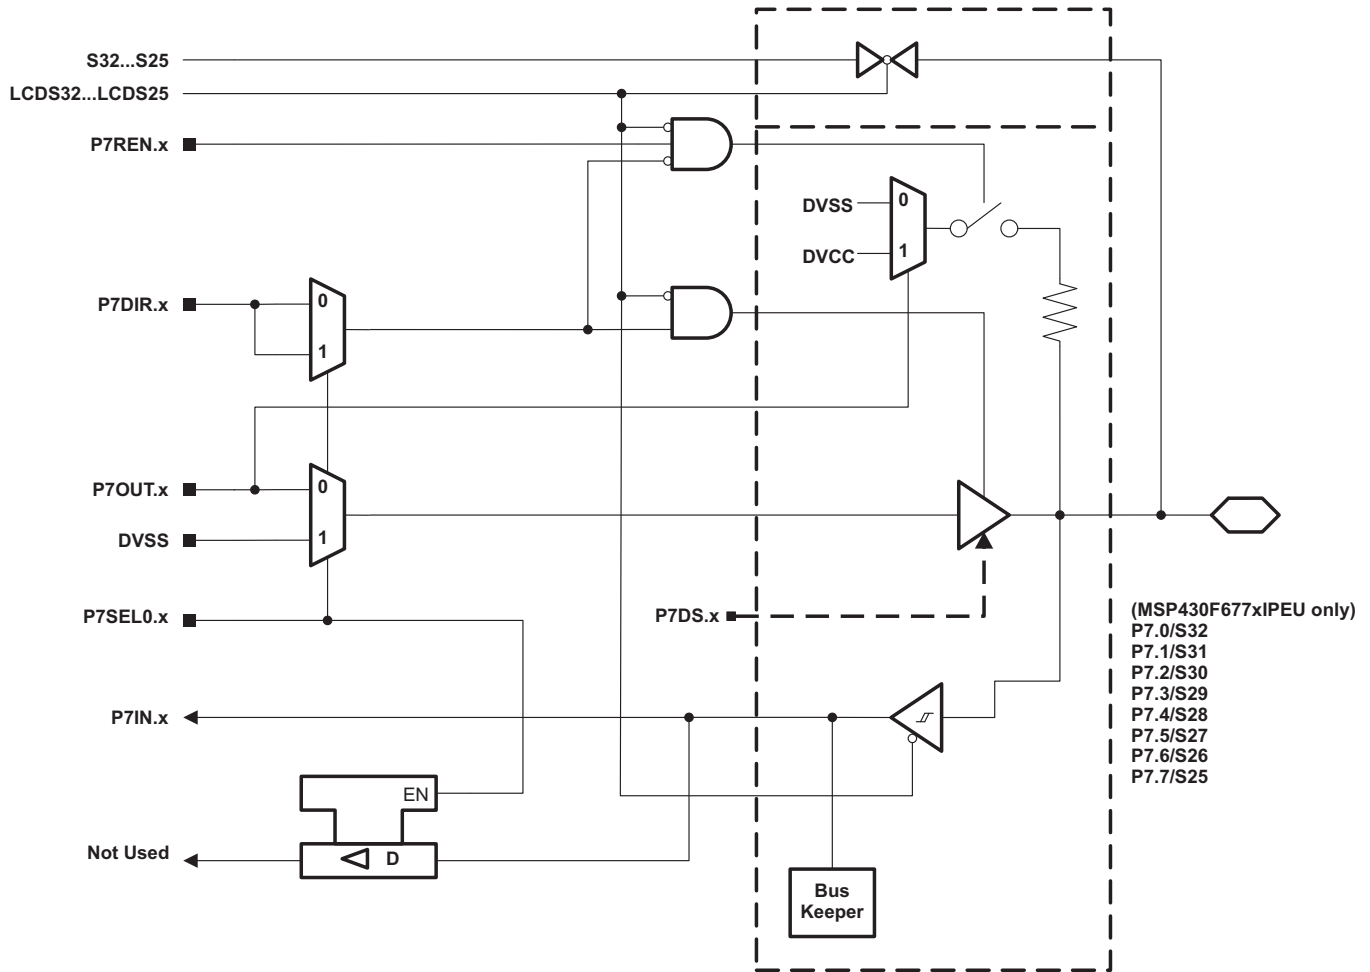 S32...S25
LCDS32...LCDS25
P7REN.x
DVSS
0
DVCC
1
P7DIR.x
0
1
P7OUT.x
0
DVSS
1
P7SEL0.x
P7DS.x
(MSP430F677xIPEU only)
P7.0/S32
P7.1/S31
P7.2/S30
P7.3/S29
P7.4/S28
P7.5/S27
P7.6/S26
P7.7/S25
P7IN.x
EN
Not Used
D
Bus
Keeper